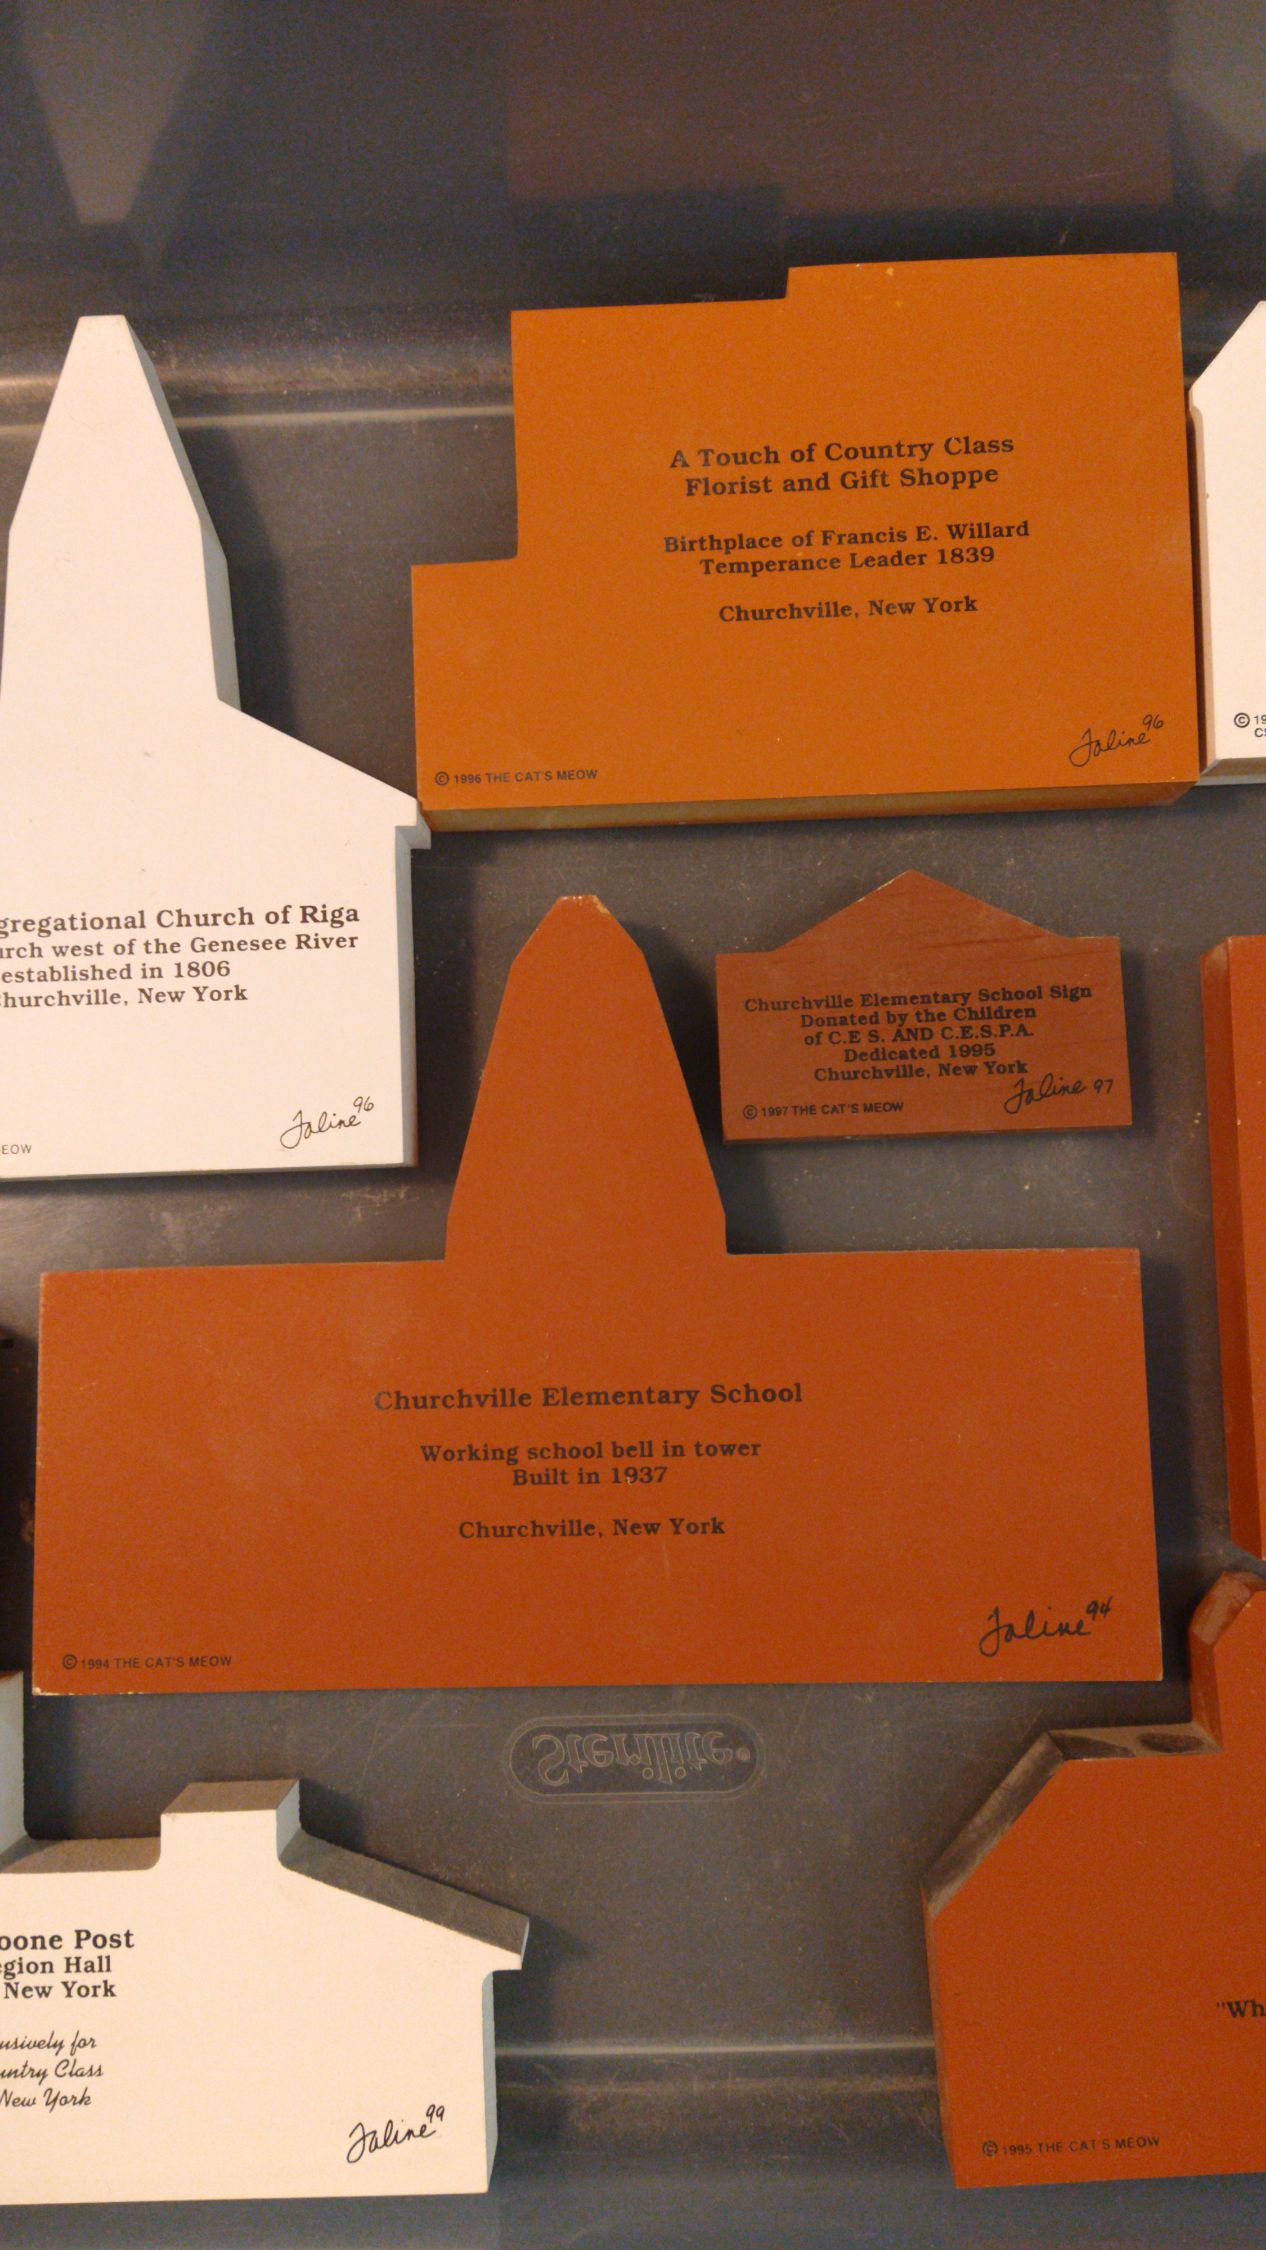 A Touch of Country Class
Florist and Gift Shoppe
Birthplace of Francis E. Willard
Temperance Leader 1839
Churchville, New York
© 1996 THE CAT'S MEOW
Faline 96
gregational Church of Riga
urch west of the Genesee River
established in 1806
hurchville, New York
Faline 96
EOW
Churchville Elementary School Sign
Donated by the Children
of C.E S. AND C.E.S.P.A.
Dedicated 1995
Churchville, New York
© 1997 THE CAT'S MEOW
Faline 97
Churchville Elementary School
Working school bell in tower
Built in 1937
Churchville, New York
© 1994 THE CAT'S MEOW
Faline 94
Sterilite
oone Post
egion Hall
New York
usively for
untry Class
New York
Faline 99
"Wh
© 1995 THE CAT'S MEOW
© 19